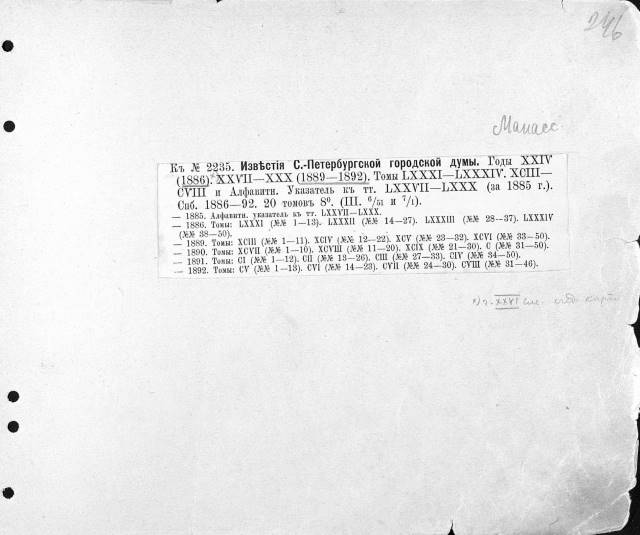 246
Манасс.
Къ № 2235. Извѣстія С.-Петербургской городской думы. Годы XXIV
(1886). XXVII—XXX (1889—1892). Томы LXXXI—LXXXIV. XCIII—
CVIII и Алфавитн. Указатель къ тт. LXXVII—LXXX (за 1885 г.).
Спб. 1886—92. 20 томовъ 8°. (III. 6/51 и 7/1).
— 1885. Алфавитн. указатель къ тт. LXXVII—LXXX.
— 1886. Томы: LXXXI (№№ 1—13). LXXXII (№№ 14—27). LXXXIII (№№ 28—37). LXXXIV
(№№ 38—50).
— 1889. Томы: XCIII (№№ 1—11). XCIV (№№ 12—22). XCV (№№ 23—32). XCVI (№№ 33—50).
— 1890. Томы: XCVII (№№ 1—10). XCVIII (№№ 11—20). XCIX (№№ 21—30). C (№№ 31—50).
— 1891. Томы: CI (№№ 1—12). CII (№№ 13—26). CIII (№№ 27—33). CIV (№№ 34—50).
— 1892. Томы: CV (№№ 1—13). CVI (№№ 14—23). CVII (№№ 24—30). CVIII (№№ 31—46).
XXVI см.